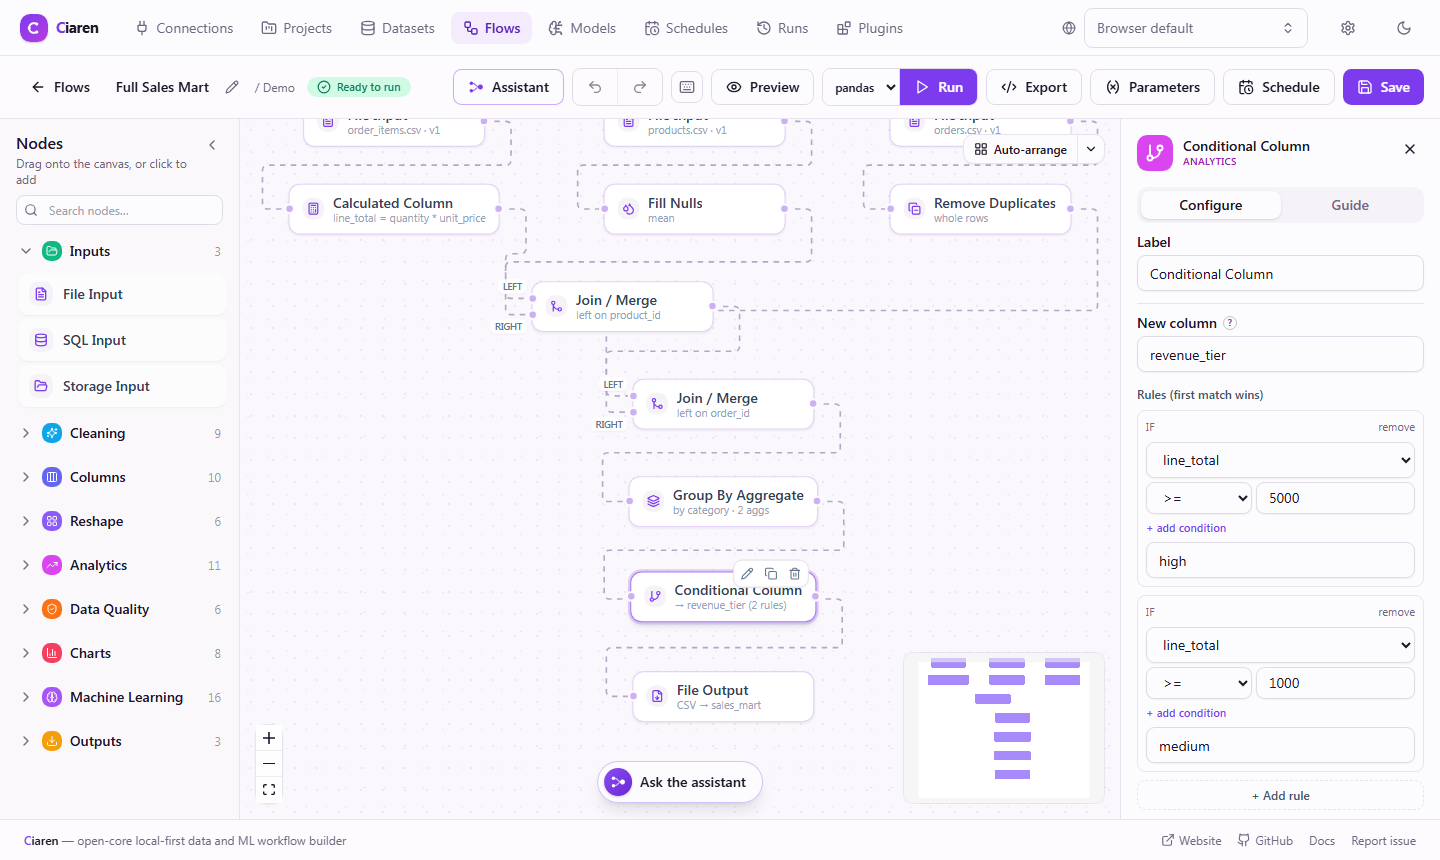 Ciaren
Connections
Projects
Datasets
Flows
Models
Schedules
Runs
Plugins
Browser default
Flows
Full Sales Mart
/ Demo
Ready to run
Assistant
Preview
pandas
Run
Export
Parameters
Schedule
Save
Nodes
Drag onto the canvas, or click to
add
Search nodes...
Inputs 3
File Input
SQL Input
Storage Input
Cleaning 9
Columns 10
Reshape 6
Analytics 11
Data Quality 6
Charts 8
Machine Learning 16
Outputs 3
File Input
order_items.csv · v1
File Input
products.csv · v1
File Input
orders.csv · v1
Auto-arrange
Calculated Column
line_total = quantity * unit_price
Fill Nulls
mean
Remove Duplicates
whole rows
LEFT
RIGHT
Join / Merge
left on product_id
LEFT
RIGHT
Join / Merge
left on order_id
Group By Aggregate
by category · 2 aggs
Conditional Column
→ revenue_tier (2 rules)
File Output
CSV → sales_mart
Ask the assistant
Conditional Column
ANALYTICS
Configure
Guide
Label
Conditional Column
New column ?
revenue_tier
Rules (first match wins)
IF remove
line_total
>= 5000
+ add condition
high
IF remove
line_total
>= 1000
+ add condition
medium
+ Add rule
Ciaren — open-core local-first data and ML workflow builder
Website
GitHub
Docs
Report issue